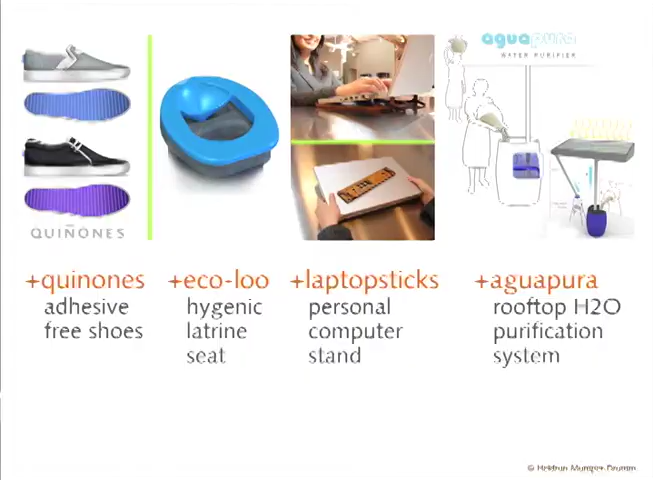 aguapura
WATER PURIFIER
QUINONES
+quinones
adhesive
free shoes
+eco-loo
hygenic
latrine
seat
+laptopsticks
personal
computer
stand
+aguapura
rooftop H2O
purification
system